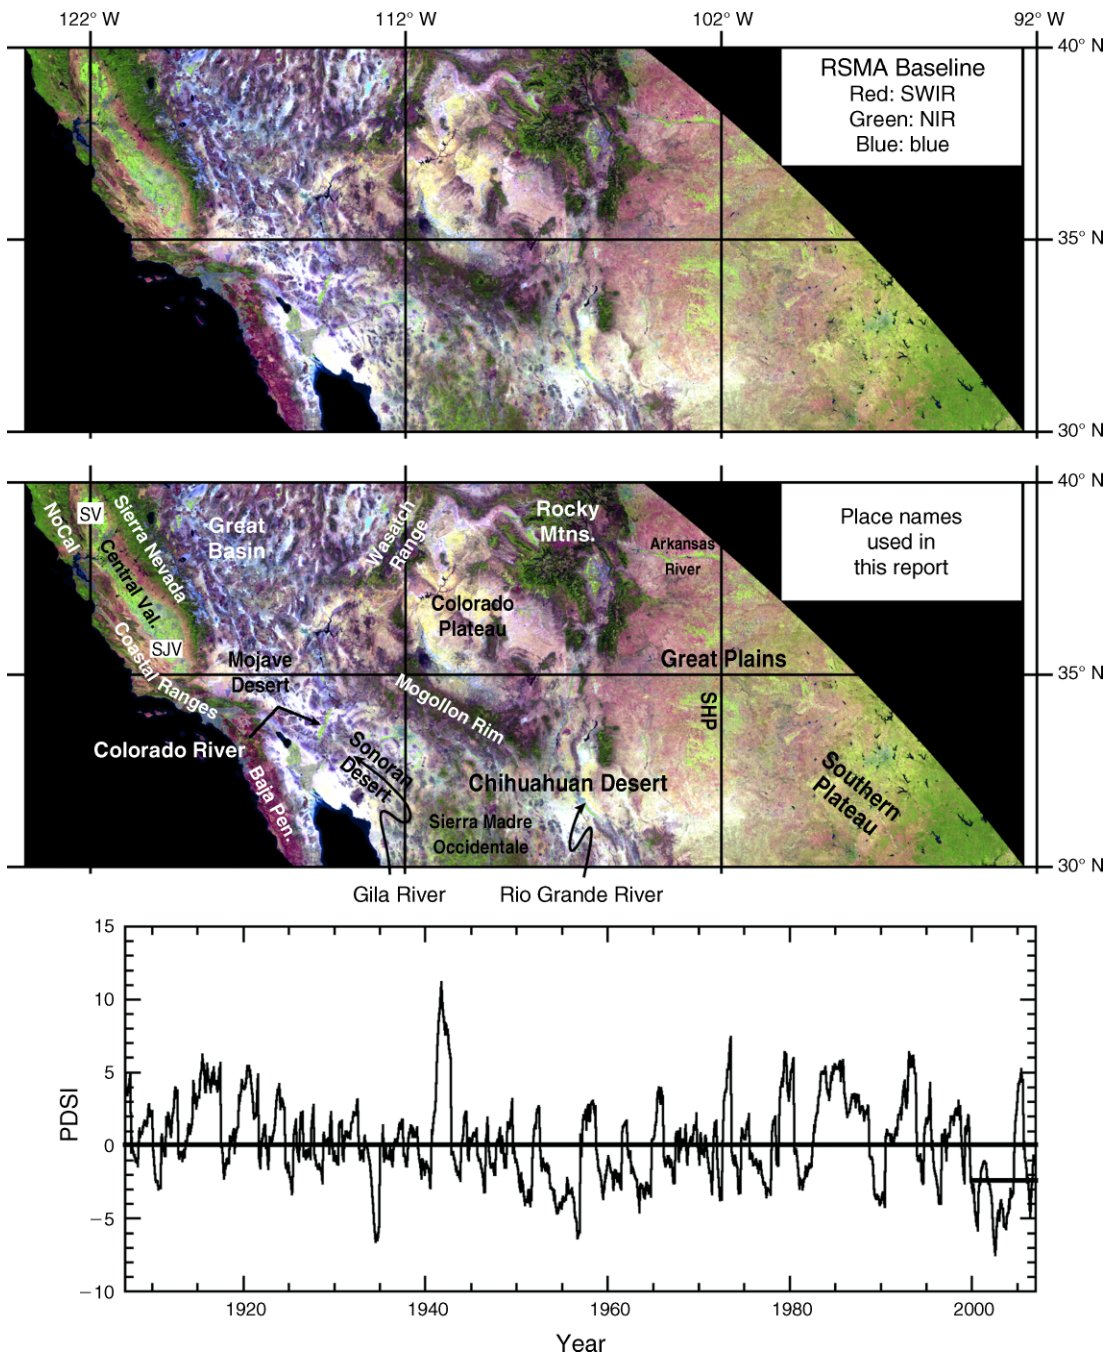 122° W 112° W 102° W 92° W
40° N
RSMA Baseline
Red: SWIR
Green: NIR
Blue: blue
35° N
30° N
40° N
SV
NoCal
Sierra Nevada
Central Val.
SJV
Coastal Ranges
Great
Basin
Wasatch
Range
Rocky
Mtns.
Arkansas
River
Place names
used in
this report
Colorado
Plateau
Great Plains
Mojave
Desert
35° N
Mogollon Rim
SHP
Colorado River
Sonoran
Desert
Baja Pen.
Chihuahuan Desert
Sierra Madre
Occidentale
Southern
Plateau
30° N
Gila River
Rio Grande River
15
10
5
0
−5
−10
PDSI
1920 1940 1960 1980 2000
Year